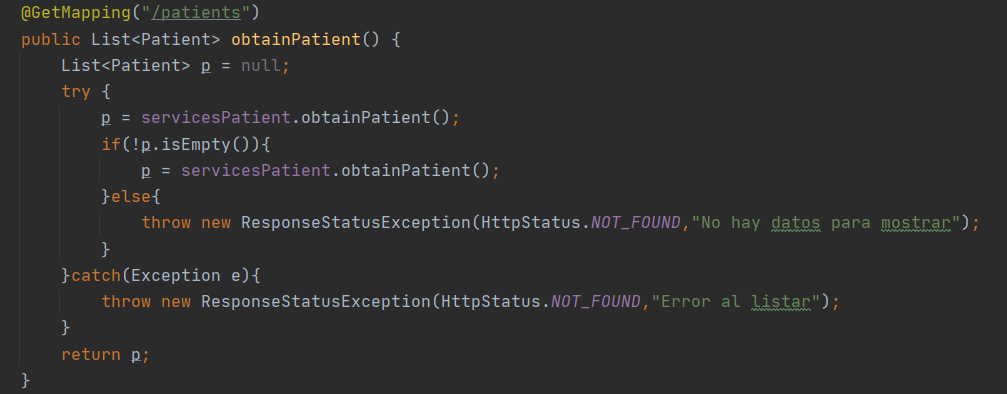 @GetMapping("/patients")
public List<Patient> obtainPatient() {
List<Patient> p = null;
try {
p = servicesPatient.obtainPatient();
if(!p.isEmpty()){
p = servicesPatient.obtainPatient();
}else{
throw new ResponseStatusException(HttpStatus.NOT_FOUND,"No hay datos para mostrar");
}
}catch(Exception e){
throw new ResponseStatusException(HttpStatus.NOT_FOUND,"Error al listar");
}
return p;
}